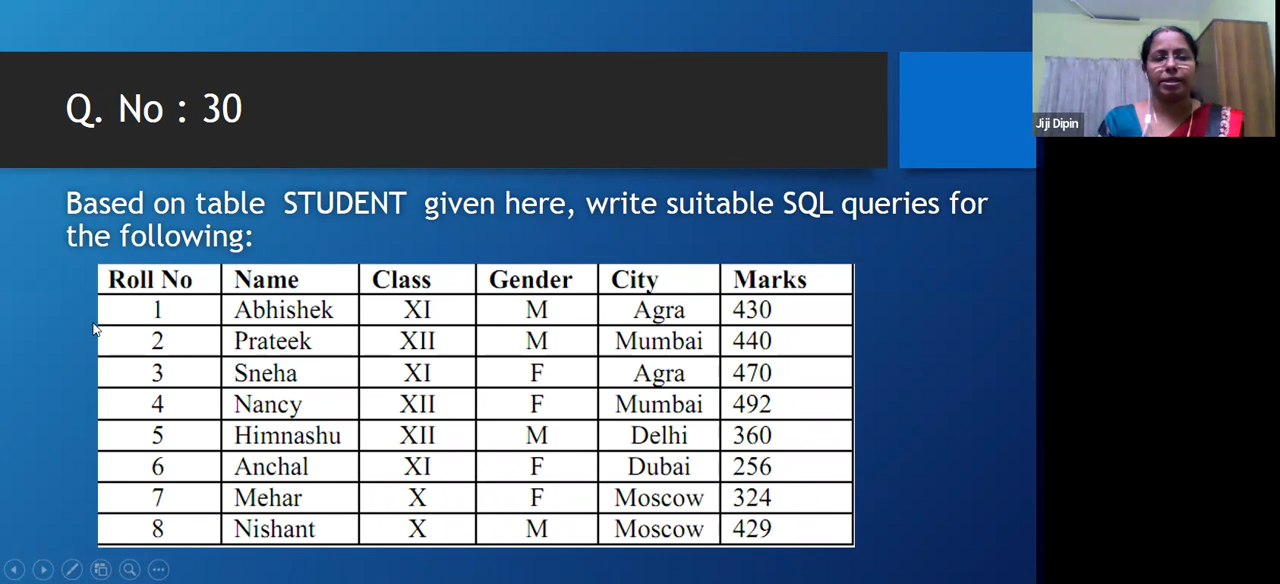 Q. No : 30
Jiji Dipin
Based on table STUDENT given here, write suitable SQL queries for
the following:
Roll No Name Class Gender City Marks
1 Abhishek XI M Agra 430
2 Prateek XII M Mumbai 440
3 Sneha XI F Agra 470
4 Nancy XII F Mumbai 492
5 Himnashu XII M Delhi 360
6 Anchal XI F Dubai 256
7 Mehar X F Moscow 324
8 Nishant X M Moscow 429